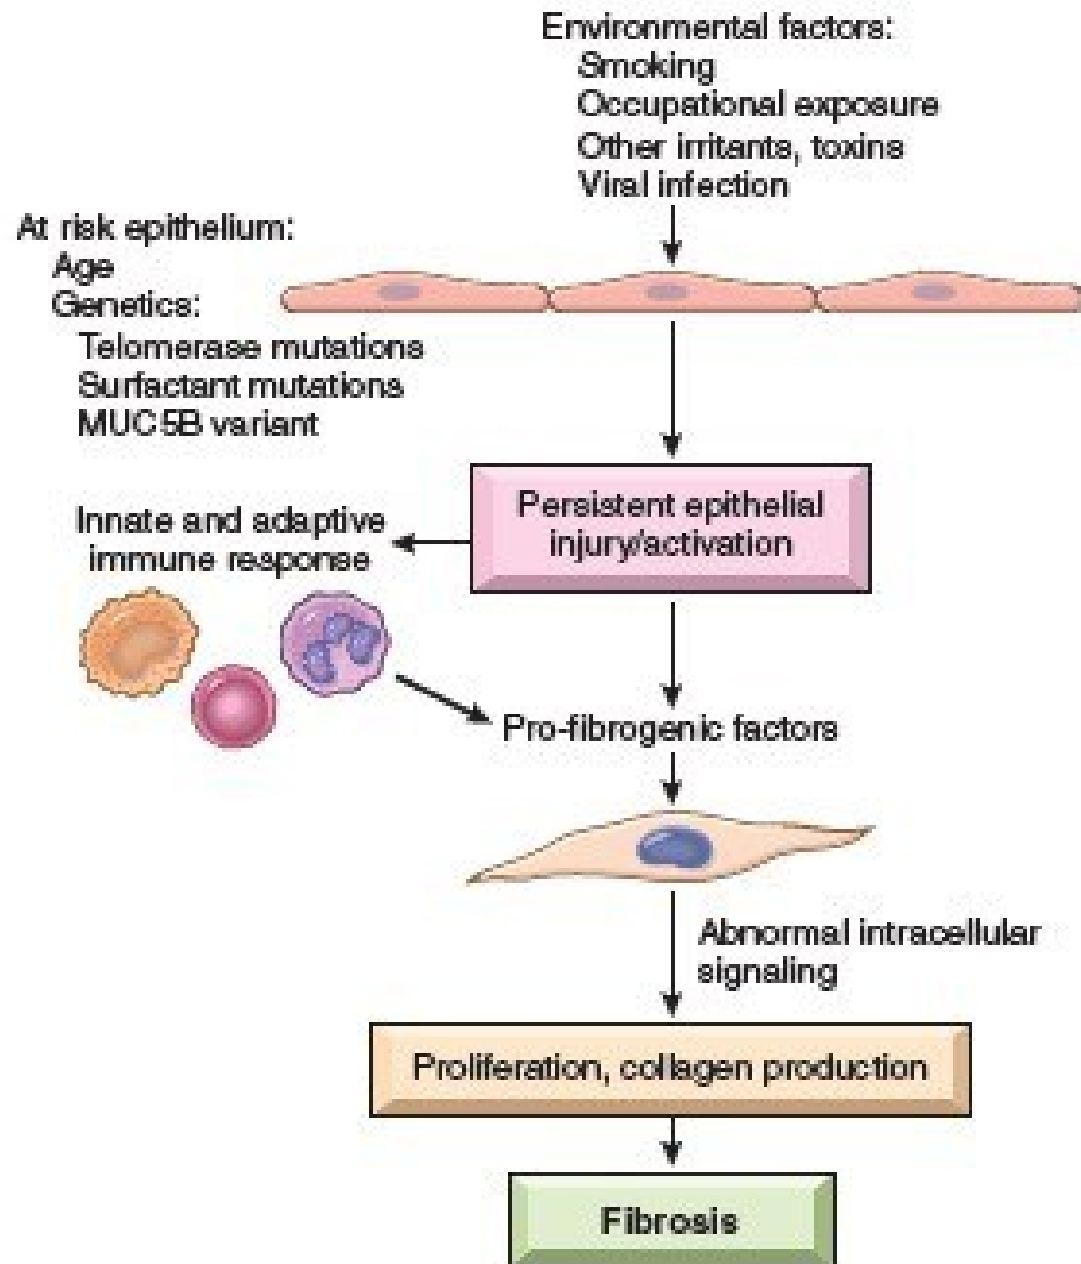 Environmental factors:
Smoking
Occupational exposure
Other irritants, toxins
Viral infection
At risk epithelium:
Age
Genetics:
Telomerase mutations
Surfactant mutations
MUC5B variant
Persistent epithelial
injury/activation
Innate and adaptive
immune response
Pro-fibrogenic factors
Abnormal intracellular
signaling
Proliferation, collagen production
Fibrosis